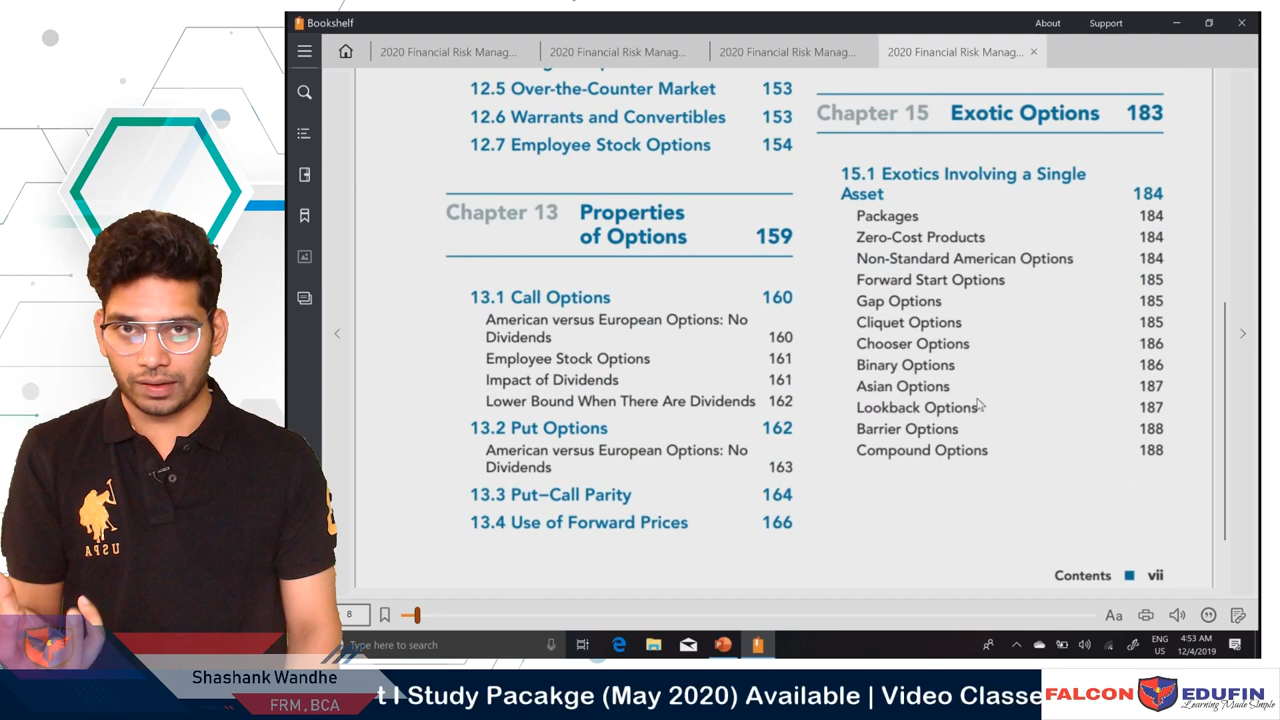 Bookshelf
About
Support
2020 Financial Risk Manag...
2020 Financial Risk Manag...
2020 Financial Risk Manag...
2020 Financial Risk Manag...
12.5 Over-the-Counter Market 153
12.6 Warrants and Convertibles 153
12.7 Employee Stock Options 154
Chapter 13 Properties
of Options 159
13.1 Call Options 160
American versus European Options: No
Dividends 160
Employee Stock Options 161
Impact of Dividends 161
Lower Bound When There Are Dividends 162
13.2 Put Options 162
American versus European Options: No
Dividends 163
13.3 Put–Call Parity 164
13.4 Use of Forward Prices 166
Chapter 15 Exotic Options 183
15.1 Exotics Involving a Single
Asset 184
Packages 184
Zero-Cost Products 184
Non-Standard American Options 184
Forward Start Options 185
Gap Options 185
Cliquet Options 185
Chooser Options 186
Binary Options 186
Asian Options 187
Lookback Options 187
Barrier Options 188
Compound Options 188
Contents vii
8
Aa
Type here to search
ENG
US
4:53 AM
12/4/2019
USPA
Shashank Wandhe
FRM, BCA
t I Study Pacakge (May 2020) Available | Video Classe
FALCON EDUFIN
Learning Made Simple